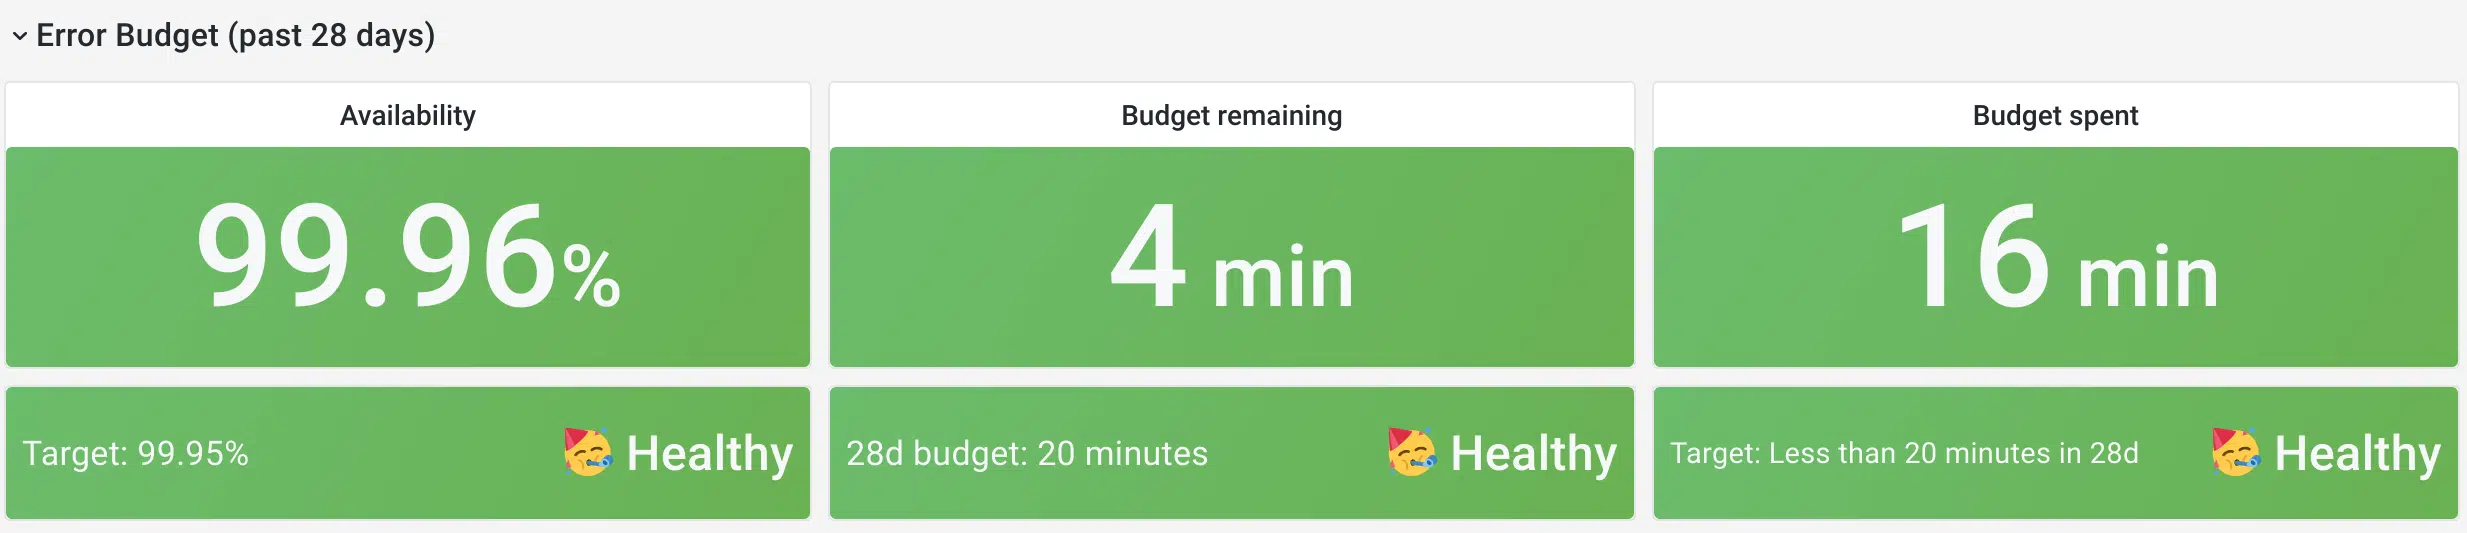 Error Budget (past 28 days)
Availability
99.96%
Target: 99.95%
Healthy
Budget remaining
4 min
28d budget: 20 minutes
Healthy
Budget spent
16 min
Target: Less than 20 minutes in 28d
Healthy